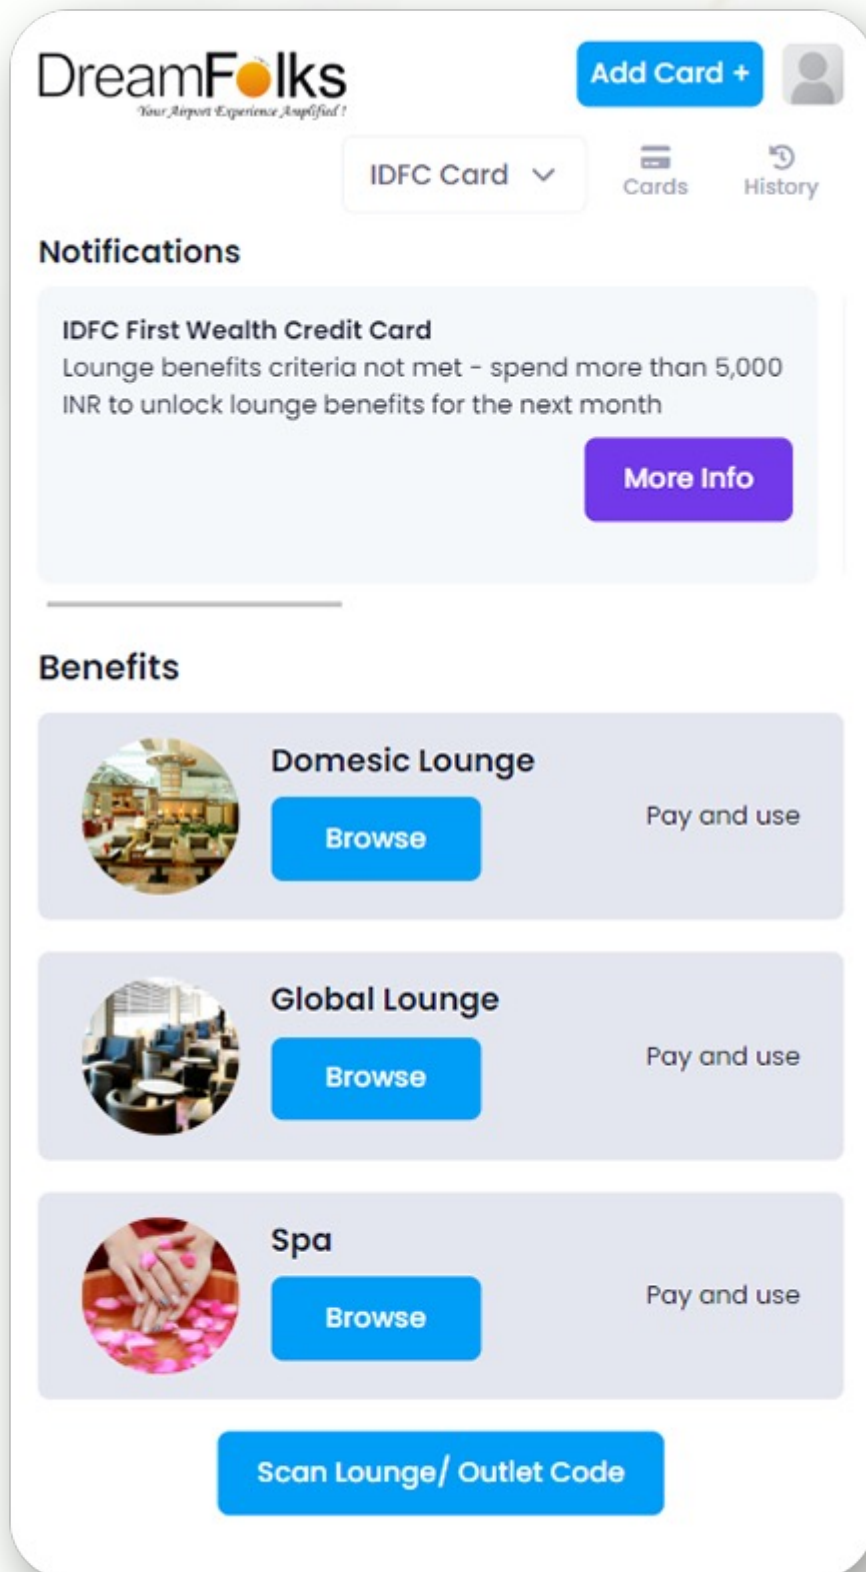 DreamFolks
Your Airport Experience Amplified !
Add Card +
IDFC Card
Cards
History
Notifications
IDFC First Wealth Credit Card
Lounge benefits criteria not met - spend more than 5,000
INR to unlock lounge benefits for the next month
More Info
Benefits
Domesic Lounge
Browse
Pay and use
Global Lounge
Browse
Pay and use
Spa
Browse
Pay and use
Scan Lounge/ Outlet Code